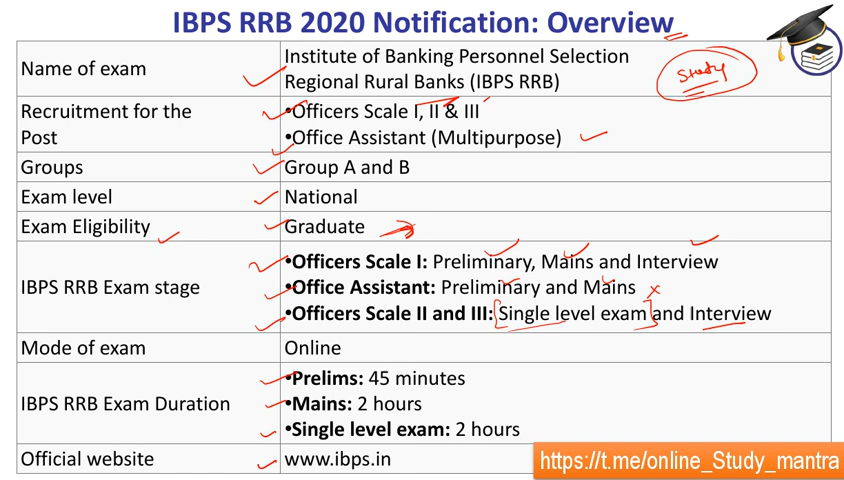 IBPS RRB 2020 Notification: Overview
Name of exam
Institute of Banking Personnel Selection
Regional Rural Banks (IBPS RRB)
Study
Recruitment for the
Post
•Officers Scale I, II & III
•Office Assistant (Multipurpose)
Groups
Group A and B
Exam level
National
Exam Eligibility
Graduate
IBPS RRB Exam stage
•Officers Scale I: Preliminary, Mains and Interview
•Office Assistant: Preliminary and Mains
•Officers Scale II and III: Single level exam and Interview
Mode of exam
Online
IBPS RRB Exam Duration
•Prelims: 45 minutes
•Mains: 2 hours
•Single level exam: 2 hours
Official website
www.ibps.in
https://t.me/online_Study_mantra